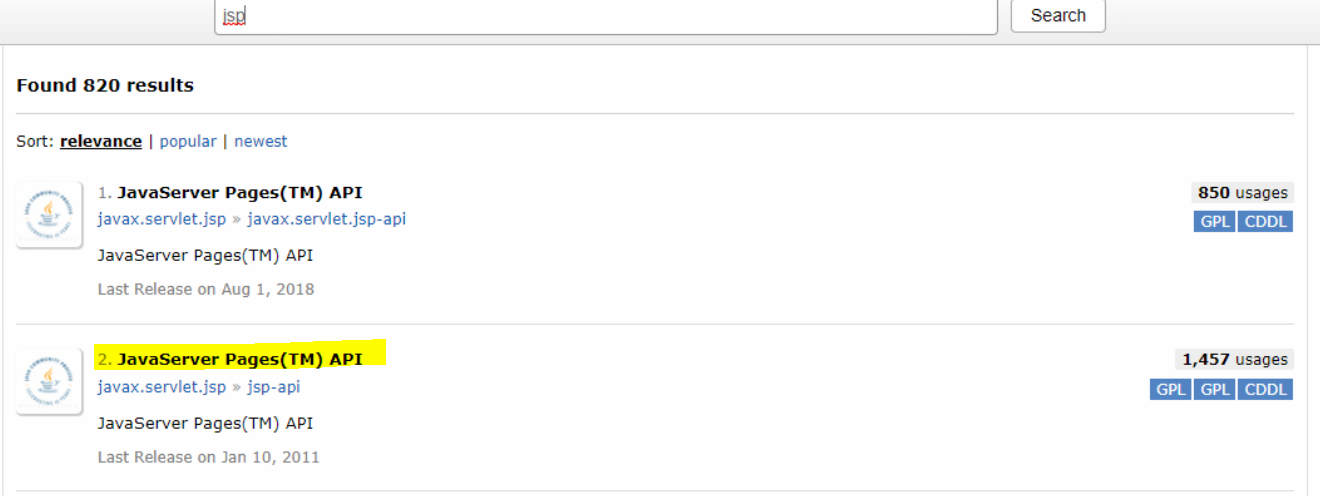 jsp
Search
Found 820 results
Sort: relevance | popular | newest
1. JavaServer Pages(TM) API
850 usages
javax.servlet.jsp » javax.servlet.jsp-api
GPL CDDL
JavaServer Pages(TM) API
Last Release on Aug 1, 2018
2. JavaServer Pages(TM) API
1,457 usages
javax.servlet.jsp » jsp-api
GPL GPL CDDL
JavaServer Pages(TM) API
Last Release on Jan 10, 2011